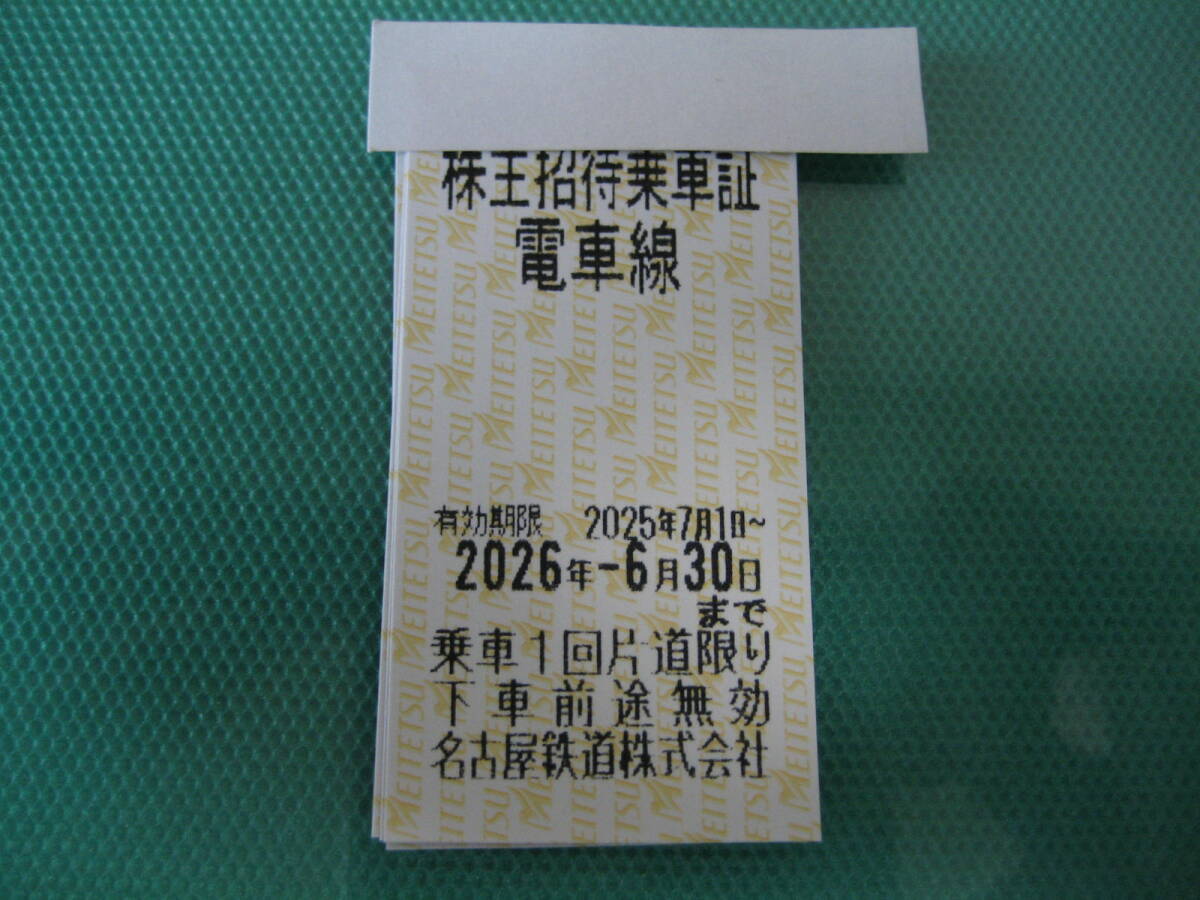 株主招待乗車証
電車線
有効期限 2025年7月1日~
2026年-6月30日
まで
乗車1回片道限り
下車前途無効
名古屋鉄道株式会社
MEITETSU